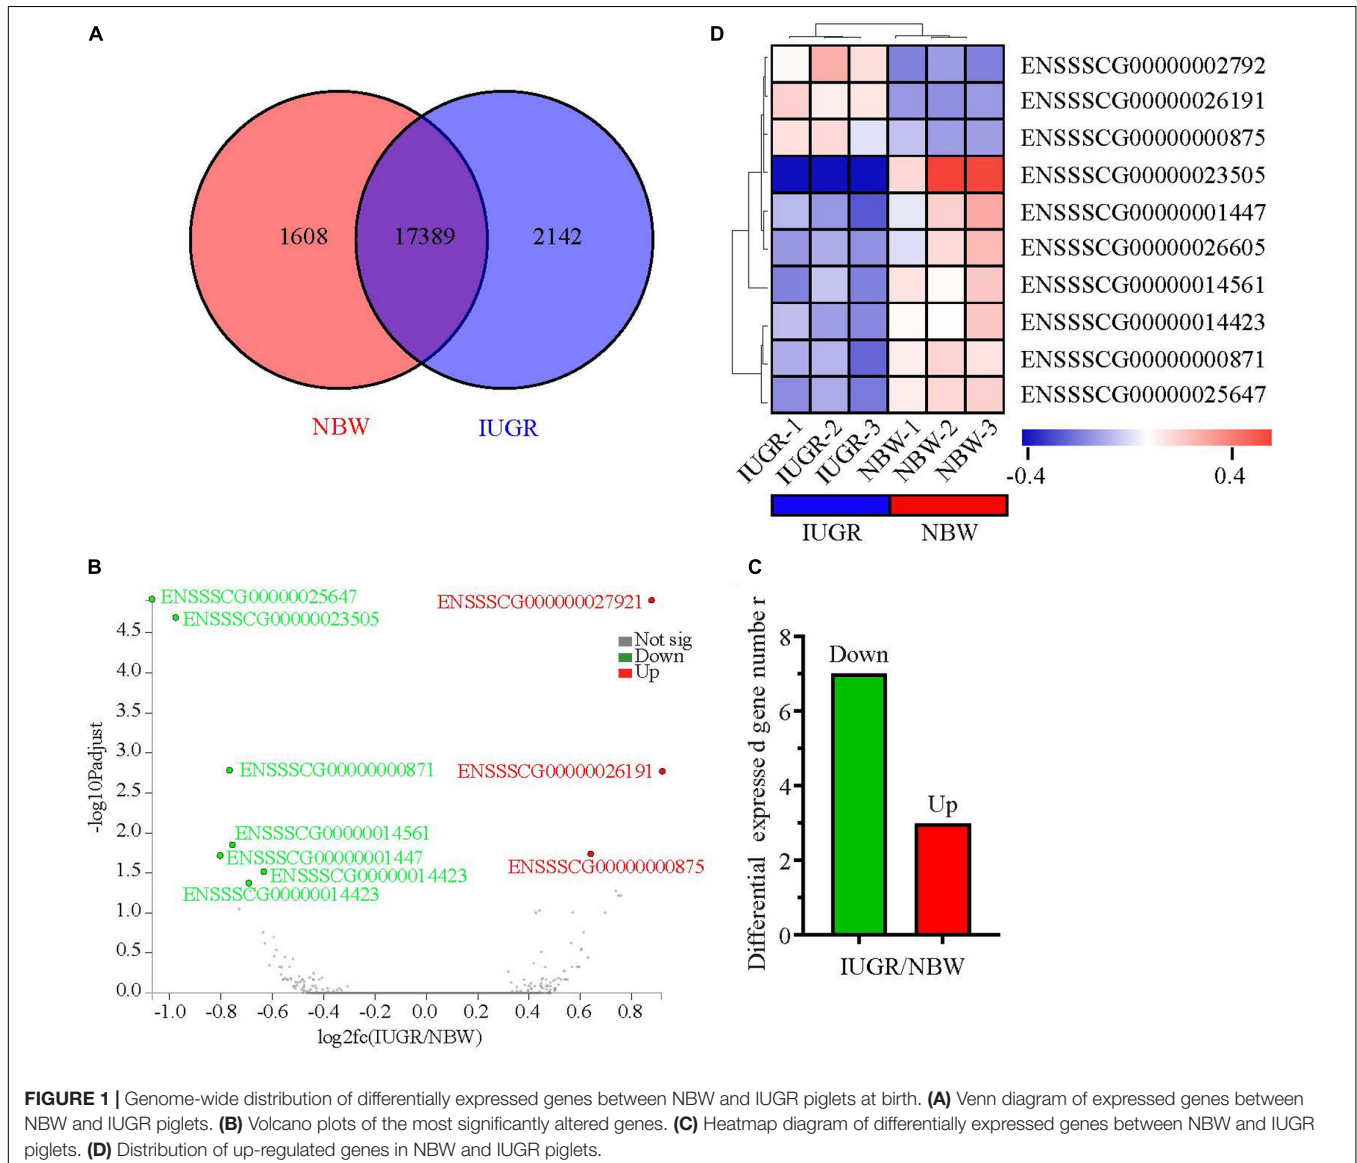 A
1608
17389
2142
NBW
IUGR
D
ENSSSCG00000002792
ENSSSCG00000026191
ENSSSCG00000000875
ENSSSCG00000023505
ENSSSCG00000001447
ENSSSCG00000026605
ENSSSCG00000014561
ENSSSCG00000014423
ENSSSCG00000000871
ENSSSCG00000025647
IUGR-1
IUGR-2
IUGR-3
NBW-1
NBW-2
NBW-3
-0.4
0.4
IUGR
NBW
B
ENSSSCG00000025647
ENSSSCG00000023505
ENSSSCG000000027921
Not sig
Down
Up
ENSSSCG00000000871
ENSSSCG00000026191
ENSSSCG00000014561
ENSSSCG00000001447
ENSSSCG00000014423
ENSSSCG00000014423
ENSSSCG00000000875
-log10Padjust
4.5
4.0
3.5
3.0
2.5
2.0
1.5
1.0
0.5
0.0
-1.0
-0.8
-0.6
-0.4
-0.2
0.0
0.2
0.4
0.6
0.8
log2fc(IUGR/NBW)
C
Differential expresse d gene numbe r
8
6
4
2
0
Down
Up
IUGR/NBW
FIGURE 1 | Genome-wide distribution of differentially expressed genes between NBW and IUGR piglets at birth. (A) Venn diagram of expressed genes between
NBW and IUGR piglets. (B) Volcano plots of the most significantly altered genes. (C) Heatmap diagram of differentially expressed genes between NBW and IUGR
piglets. (D) Distribution of up-regulated genes in NBW and IUGR piglets.